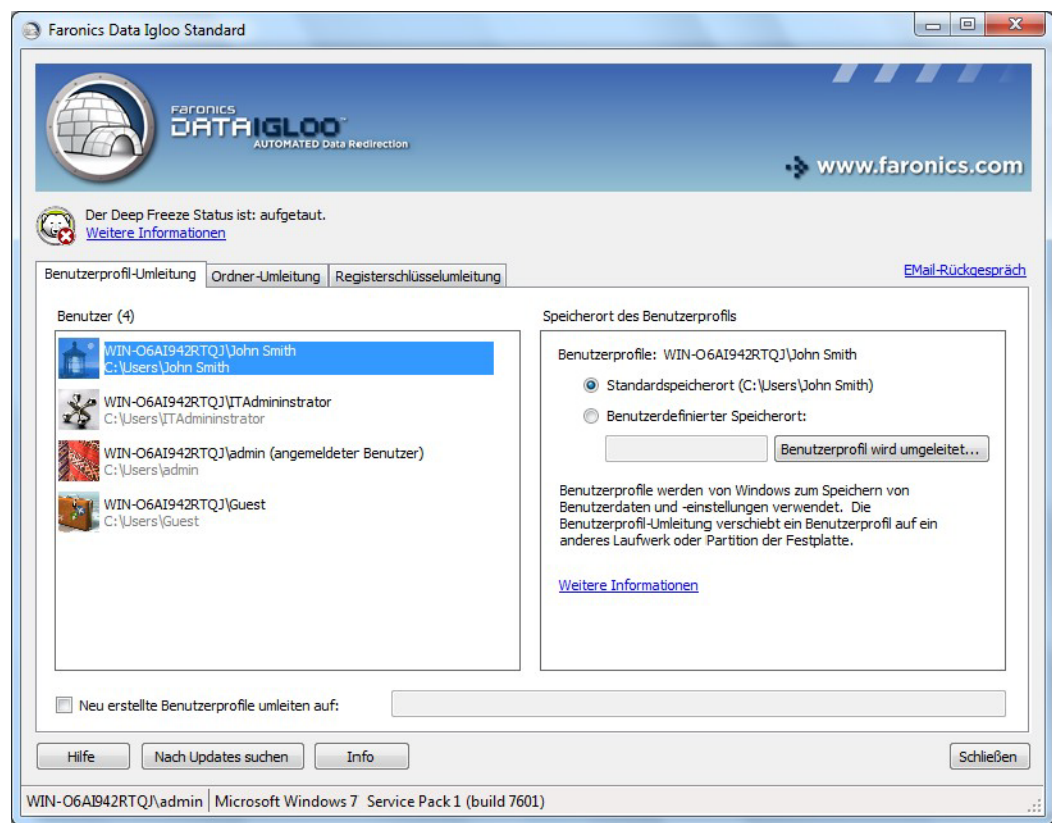 Faronics Data Igloo Standard
Faronics
DATAIGLOO™
AUTOMATED Data Redirection
www.faronics.com
Der Deep Freeze Status ist: aufgetaut.
Weitere Informationen
Benutzerprofil-Umleitung
Ordner-Umleitung
Registerschlüsselumleitung
EMail-Rückgespräch
Benutzer (4)
WIN-O6AI942RTQJ\John Smith
C:\Users\John Smith
WIN-O6AI942RTQJ\ITAdmininstrator
C:\Users\ITAdmininstrator
WIN-O6AI942RTQJ\admin (angemeldeter Benutzer)
C:\Users\admin
WIN-O6AI942RTQJ\Guest
C:\Users\Guest
Speicherort des Benutzerprofils
Benutzerprofile: WIN-O6AI942RTQJ\John Smith
Standardspeicherort (C:\Users\John Smith)
Benutzerdefinierter Speicherort:
Benutzerprofil wird umgeleitet...
Benutzerprofile werden von Windows zum Speichern von
Benutzerdaten und -einstellungen verwendet. Die
Benutzerprofil-Umleitung verschiebt ein Benutzerprofil auf ein
anderes Laufwerk oder Partition der Festplatte.
Weitere Informationen
Neu erstellte Benutzerprofile umleiten auf:
Hilfe
Nach Updates suchen
Info
Schließen
WIN-O6AI942RTQJ\admin
Microsoft Windows 7 Service Pack 1 (build 7601)